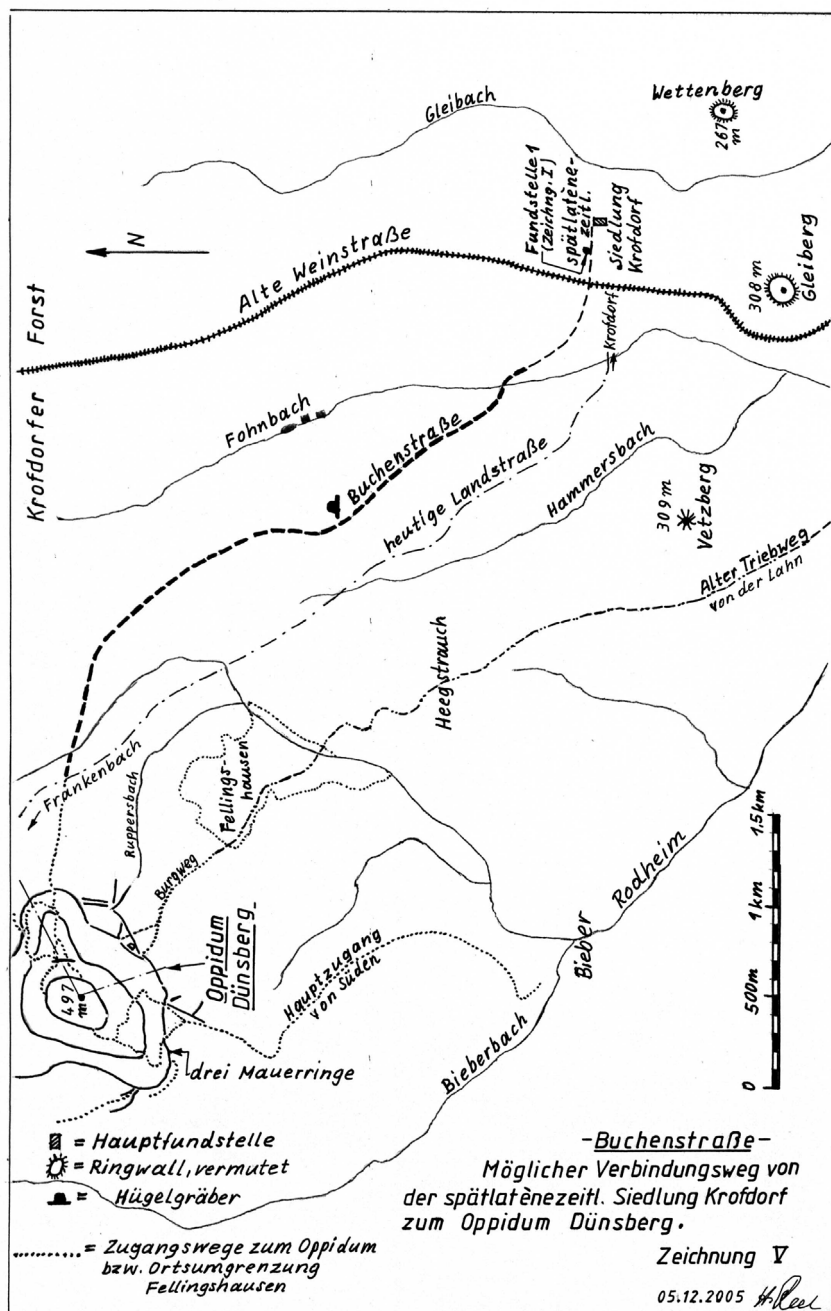 Wettenberg
267
m
Gleibach
Fundstelle 1
(Zeichng. I)
spätlatène-
zeitl.
Siedlung
Krofdorf
N
Alte Weinstraße
308 m
Gleiberg
Krofdorfer Forst
Krofdorf
Fohnbach
Buchenstraße
heutige Landstraße
Hammersbach
309 m
Vetzberg
Alter Triebweg
von der Lahn
Heegstrauch
Frankenbach
Ruppersbach
Fellings-
hausen
Burgweg
Oppidum
Dünsberg
497
m
Hauptzugang
von Süden
drei Mauerringe
Bieberbach
Bieber
Rodheim
0
500m
1 km
1.5 km
= Hauptfundstelle
= Ringwall, vermutet
= Hügelgräber
= Zugangswege zum Oppidum
bzw. Ortsumgrenzung
Fellingshausen
-Buchenstraße-
Möglicher Verbindungsweg von
der spätlatènezeitl. Siedlung Krofdorf
zum Oppidum Dünsberg.
Zeichnung V
05.12.2005